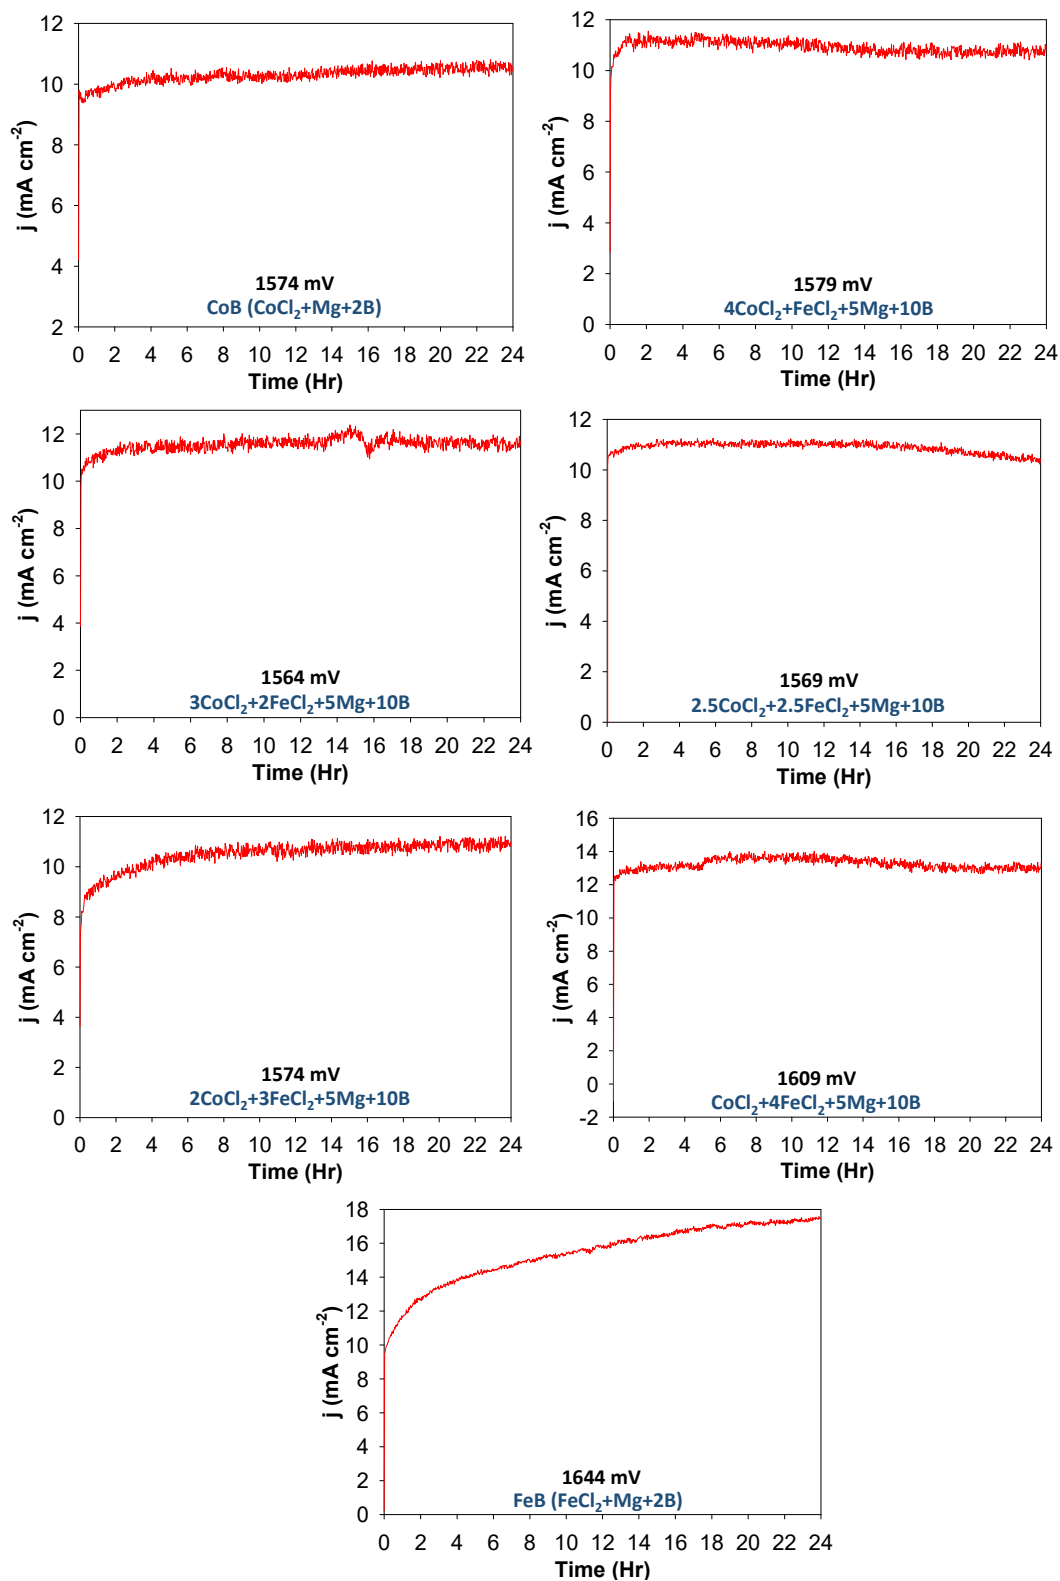 12
10
8
6
4
2
j (mA cm⁻²)
1574 mV
CoB (CoCl₂+Mg+2B)
0 2 4 6 8 10 12 14 16 18 20 22 24
Time (Hr)
12
10
8
6
4
2
0
j (mA cm⁻²)
1579 mV
4CoCl₂+FeCl₂+5Mg+10B
0 2 4 6 8 10 12 14 16 18 20 22 24
Time (Hr)
12
10
8
6
4
2
0
j (mA cm⁻²)
1564 mV
3CoCl₂+2FeCl₂+5Mg+10B
0 2 4 6 8 10 12 14 16 18 20 22 24
Time (Hr)
12
10
8
6
4
2
0
j (mA cm⁻²)
1569 mV
2.5CoCl₂+2.5FeCl₂+5Mg+10B
0 2 4 6 8 10 12 14 16 18 20 22 24
Time (Hr)
12
10
8
6
4
2
0
j (mA cm⁻²)
1574 mV
2CoCl₂+3FeCl₂+5Mg+10B
0 2 4 6 8 10 12 14 16 18 20 22 24
Time (Hr)
16
14
12
10
8
6
4
2
0
-2
j (mA cm⁻²)
1609 mV
CoCl₂+4FeCl₂+5Mg+10B
0 2 4 6 8 10 12 14 16 18 20 22 24
Time (Hr)
18
16
14
12
10
8
6
4
2
0
j (mA cm⁻²)
1644 mV
FeB (FeCl₂+Mg+2B)
0 2 4 6 8 10 12 14 16 18 20 22 24
Time (Hr)